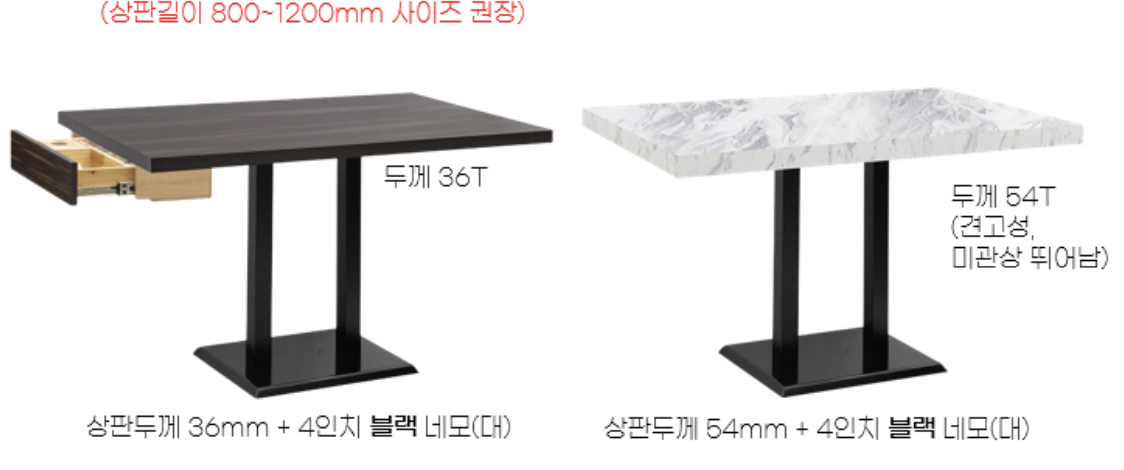 (상판길이 800~1200mm 사이즈 권장)
두께 36T
두께 54T
(견고성,
미관상 뛰어남)
상판두께 36mm + 4인치 블랙 네모(대)
상판두께 54mm + 4인치 블랙 네모(대)